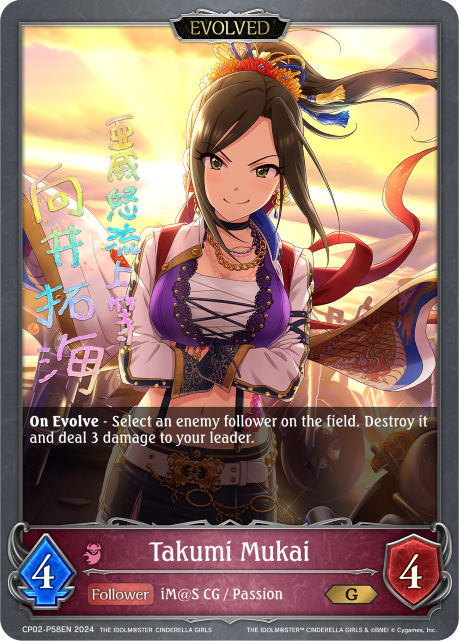 EVOLVED
亜威怒流上等
向井拓海
On Evolve - Select an enemy follower on the field. Destroy it
and deal 3 damage to your leader.
Takumi Mukai
4
Follower
iM@S CG / Passion
G
4
CP02-P58EN 2024 THE IDOLM@STER CINDERELLA GIRLS THE IDOLM@STER™ CINDERELLA GIRLS & ©BNEI © Cygames, Inc.